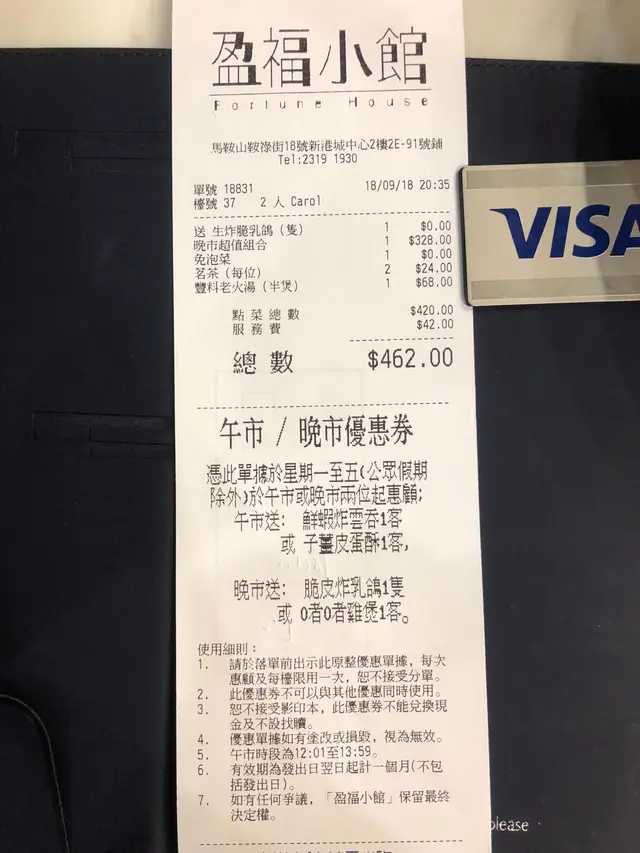 盈福小館
Fortune House
馬鞍山鞍祿街18號新港城中心2樓2E-91號鋪
Tel:2319 1930
單號 18831 18/09/18 20:35
檯號 37 2 人 Carol
送 生炸脆乳鴿 (隻) 1 $0.00
晚市超值組合 1 $328.00
免泡菜 1 $0.00
茗茶 (每位) 2 $24.00
豐料老火湯 (半煲) 1 $68.00
點菜總數 $420.00
服務費 $42.00
總數 $462.00
午市 / 晚市優惠券
憑此單據於星期一至五(公眾假期
除外)於午市或晚市兩位起惠顧;
午市送: 鮮蝦炸雲吞1客
或 子薑皮蛋酥1客,
晚市送: 脆皮炸乳鴿1隻
或 0者0者雞煲1客。
使用細則:
1. 請於落單前出示此原整優惠單據, 每次
惠顧及每檯限用一次, 恕不接受分單。
2. 此優惠券不可以與其他優惠同時使用。
3. 恕不接受影印本, 此優惠券不能兌換現
金及不設找贖。
4. 優惠單據如有塗改或損毀, 視為無效。
5. 午市時段為12:01至13:59。
6. 有效期為發出日翌日起計一個月(不包
括發出日)。
7. 如有任何爭議, 「盈福小館」保留最終
決定權。
VISA
please